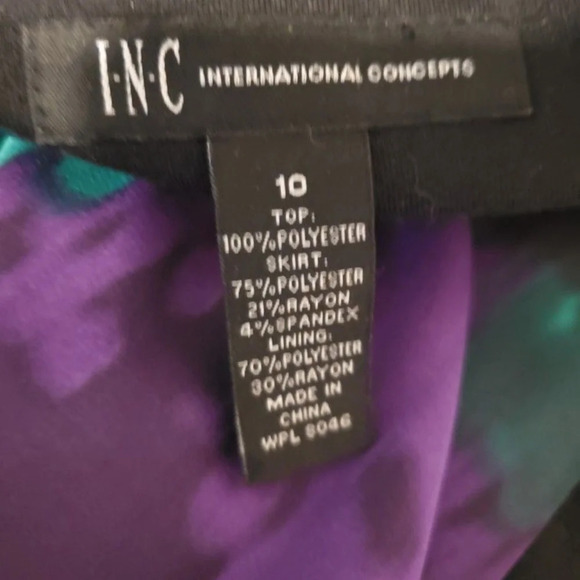 I·N·C INTERNATIONAL CONCEPTS
10
TOP:
100%POLYESTER
SKIRT:
75%POLYESTER
21%RAYON
4%SPANDEX
LINING:
70%POLYESTER
30%RAYON
MADE IN
CHINA
WPL 8046